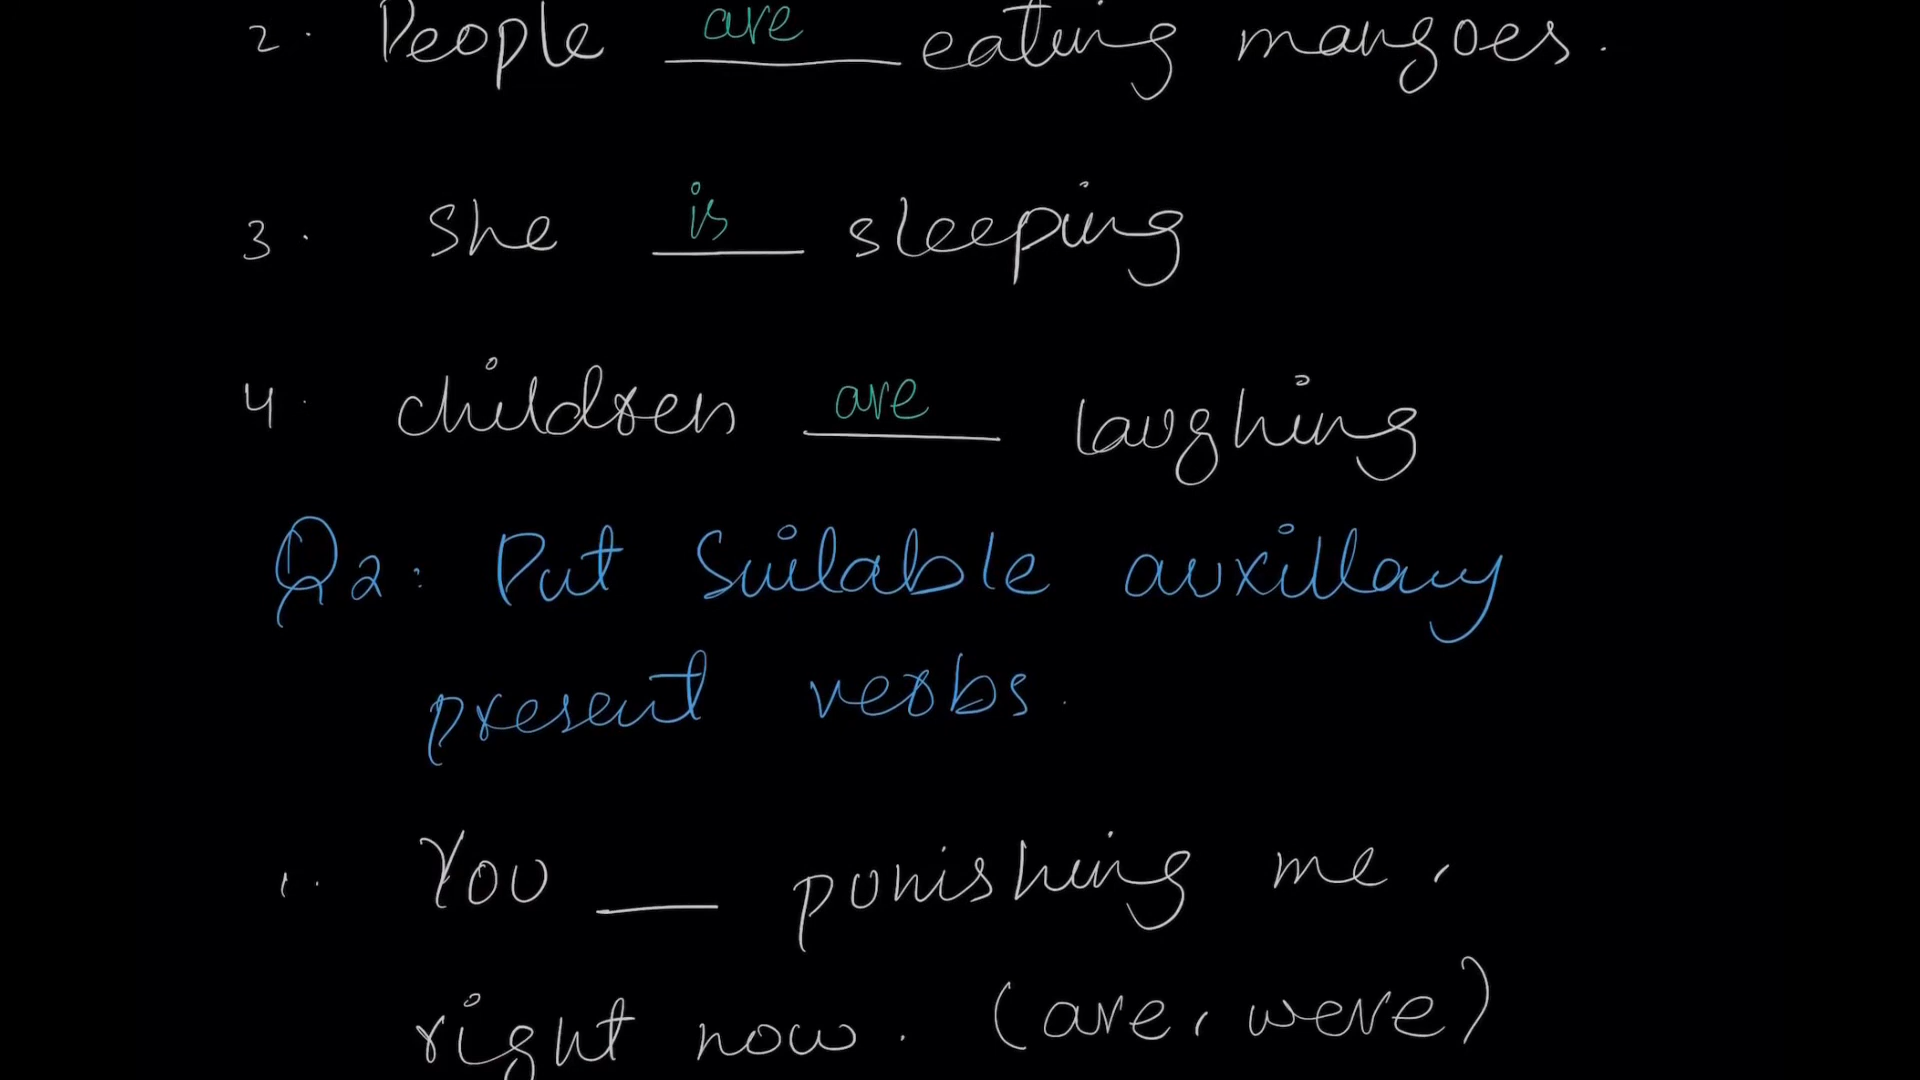 2. People are eating mangoes.
3. She is sleeping
4. children are laughing
Q2: Put Suilable auxillary
present verbs.
1. You ___ punishing me,
right now. (are, were)